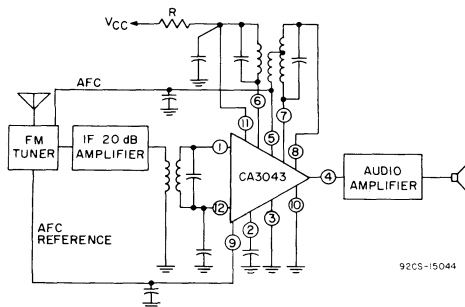 VCC
R
AFC
6
7
5
11
8
FM TUNER
1F 20 dB AMPLIFIER
1
CA3043
4
AUDIO AMPLIFIER
12
10
2
3
9
AFC REFERENCE
92CS-15044